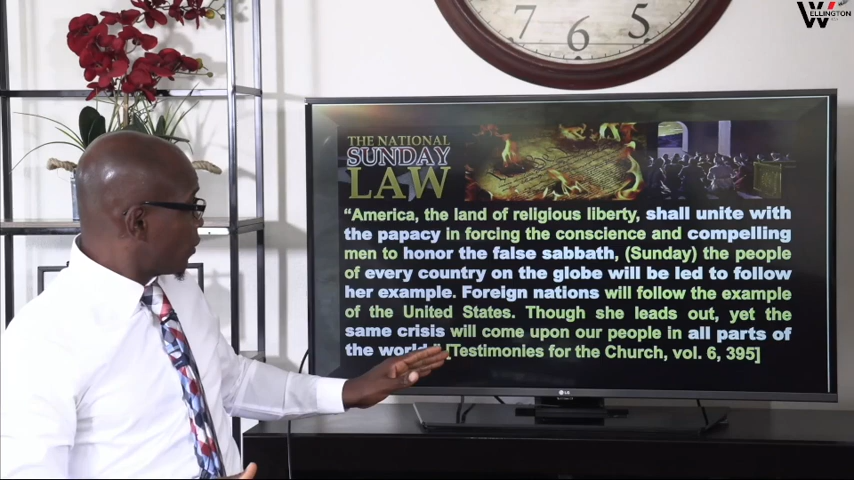 WELLINGTON
7 6 5
THE NATIONAL
SUNDAY
LAW
“America, the land of religious liberty, shall unite with
the papacy in forcing the conscience and compelling
men to honor the false sabbath, (Sunday) the people
of every country on the globe will be led to follow
her example. Foreign nations will follow the example
of the United States. Though she leads out, yet the
same crisis will come upon our people in all parts of
the world.” [Testimonies for the Church, vol. 6, 395]
LG